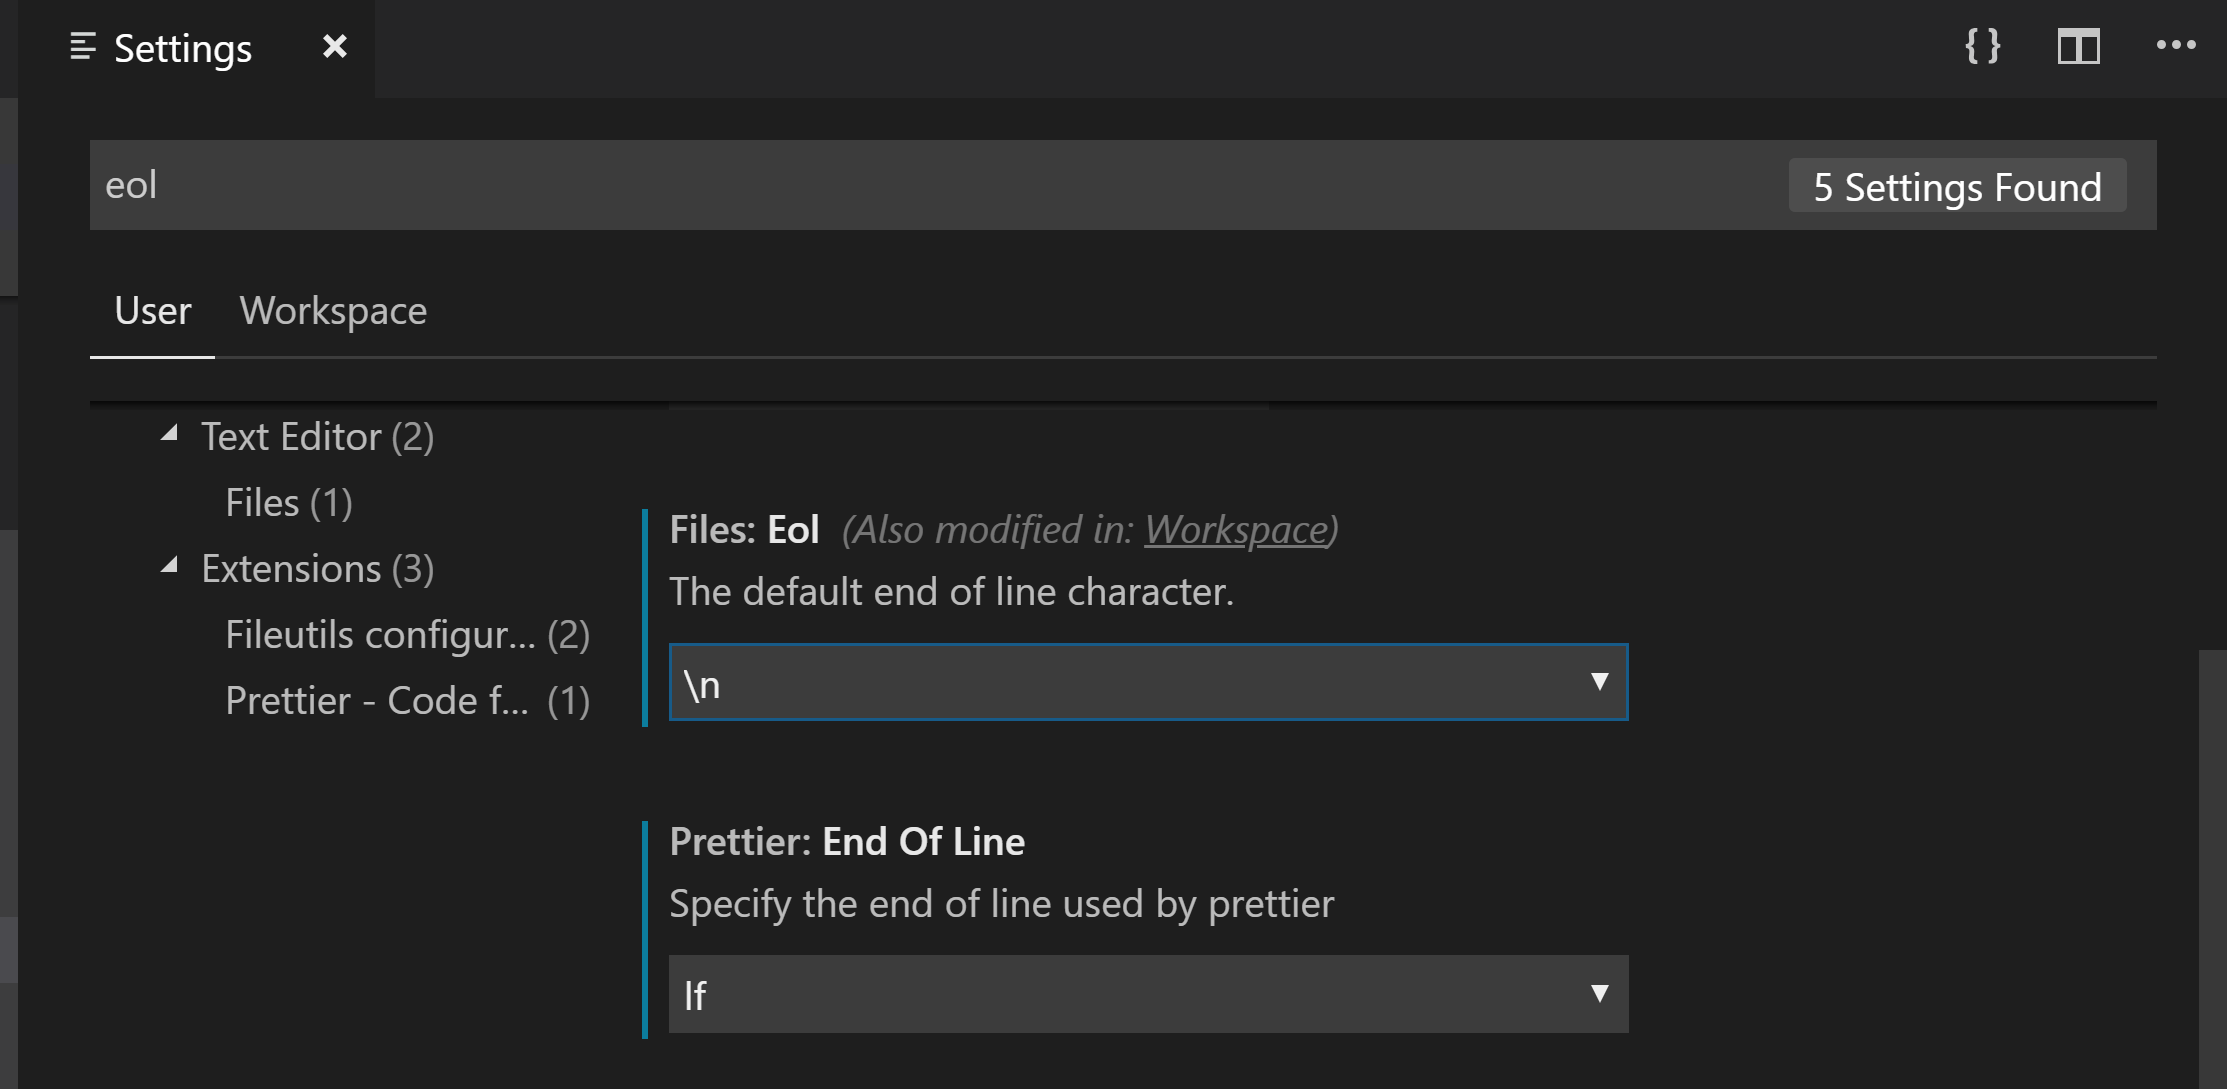 Settings
eol
5 Settings Found
User Workspace
Text Editor (2)
Files (1)
Extensions (3)
Fileutils configur... (2)
Prettier - Code f... (1)
Files: Eol (Also modified in: Workspace)
The default end of line character.
\n
Prettier: End Of Line
Specify the end of line used by prettier
lf